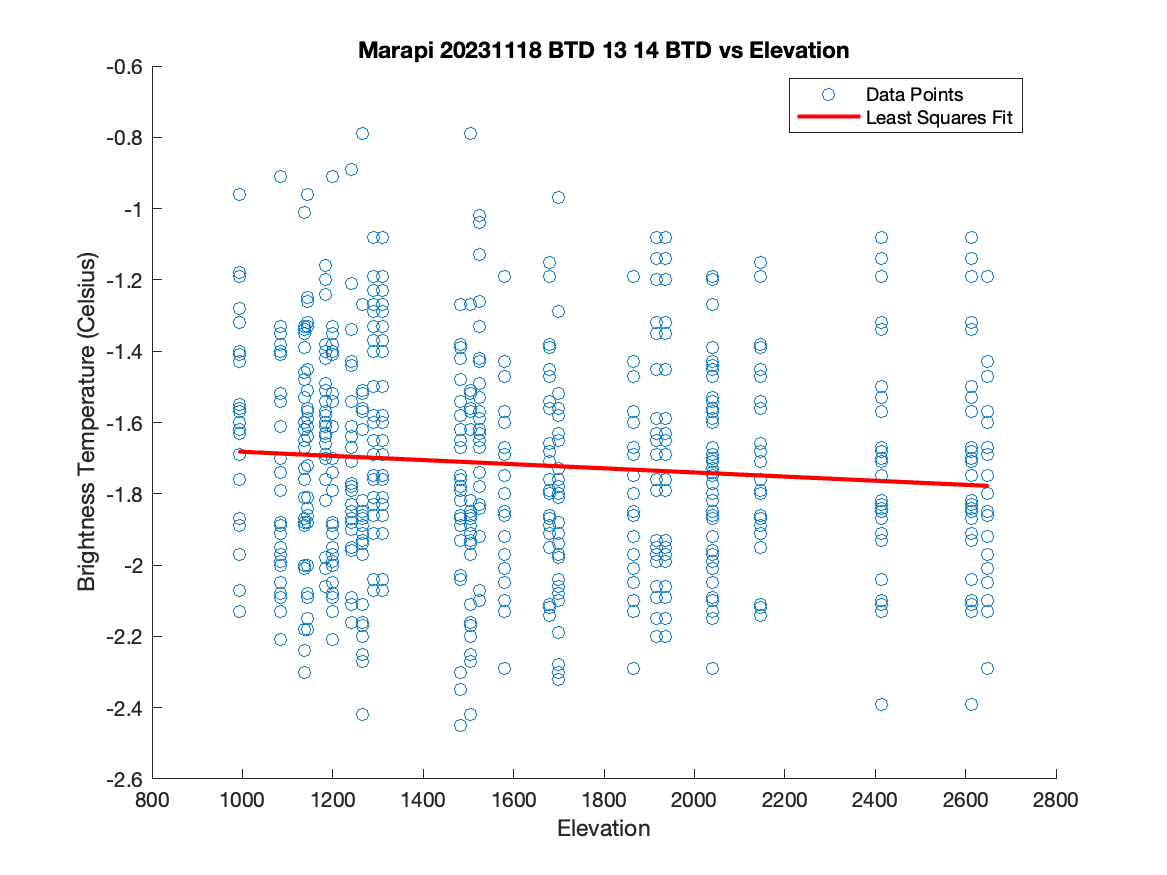 Marapi 20231118 BTD 13 14 BTD vs Elevation
Data Points
Least Squares Fit
-0.6
-0.8
-1
-1.2
-1.4
-1.6
-1.8
-2
-2.2
-2.4
-2.6
Brightness Temperature (Celsius)
800 1000 1200 1400 1600 1800 2000 2200 2400 2600 2800
Elevation